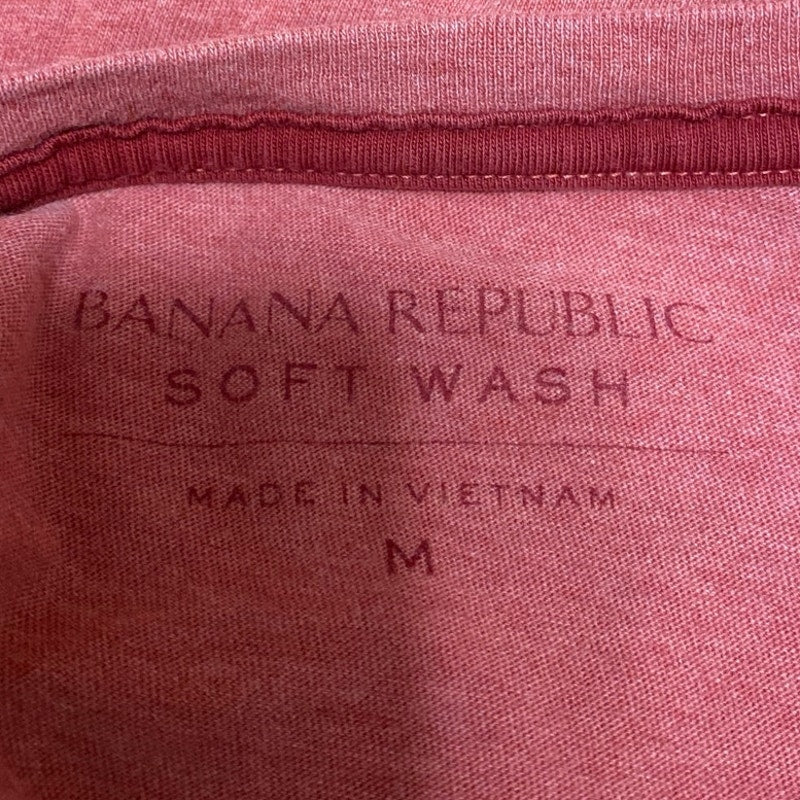 BANANA REPUBLIC
SOFT WASH
MADE IN VIETNAM
M